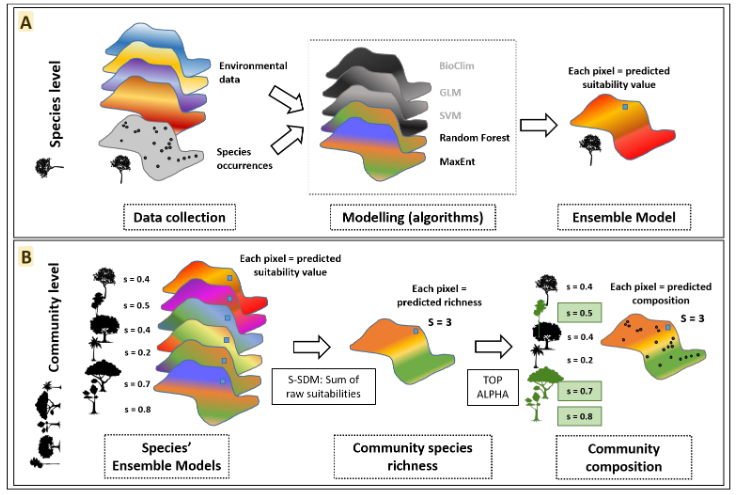 A
Species level
Environmental
data
Species
occurrences
Data collection
BioClim
GLM
SVM
Random Forest
MaxEnt
Modelling (algorithms)
Each pixel = predicted
suitability value
Ensemble Model
B
Community level
s = 0.4
s = 0.5
s = 0.4
s = 0.2
s = 0.7
s = 0.8
Each pixel = predicted
suitability value
Species’
Ensemble Models
S-SDM: Sum of
raw suitabilities
Each pixel =
predicted richness
S = 3
Community species
richness
TOP
ALPHA
s = 0.4
s = 0.5
s = 0.4
s = 0.2
s = 0.7
s = 0.8
Each pixel = predicted
composition
S = 3
Community
composition